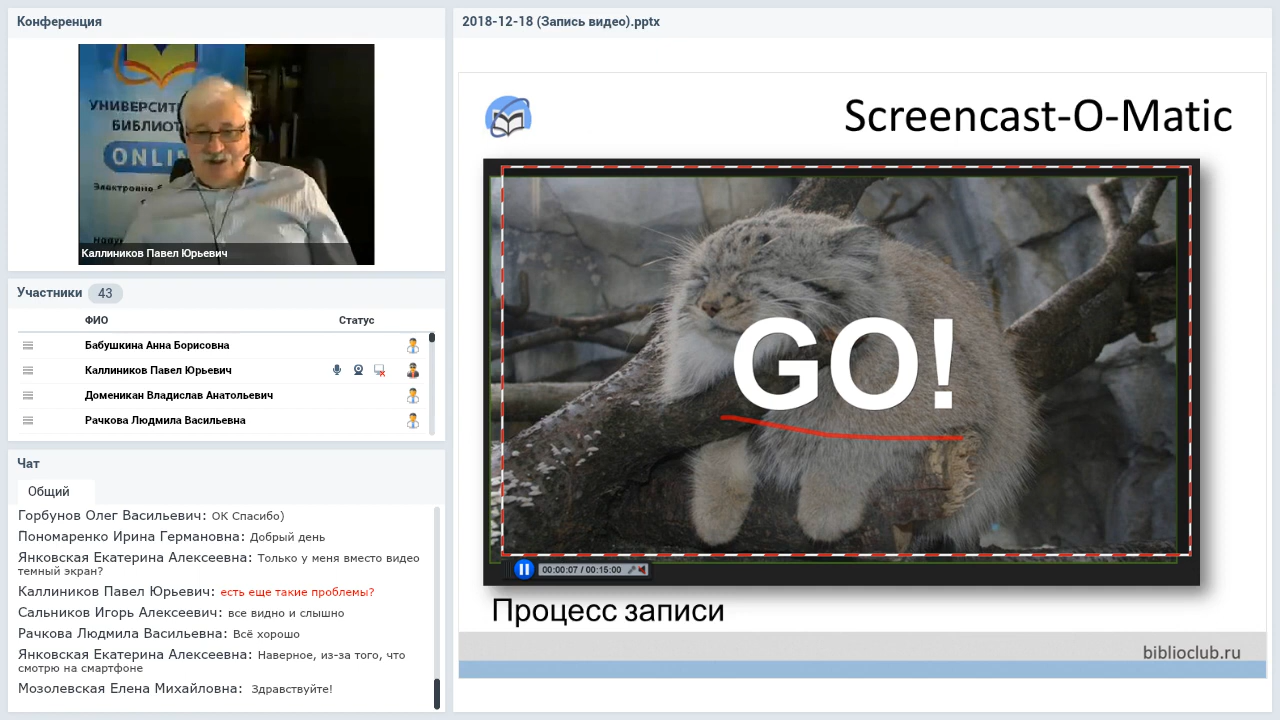 Конференция
УНИВЕРСИТ
БИБЛИОТ
ONLI
Каллиников Павел Юрьевич
Участники 43
ФИО Статус
Бабушкина Анна Борисовна
Каллиников Павел Юрьевич
Доменикан Владислав Анатольевич
Рачкова Людмила Васильевна
Чат
Общий
Горбунов Олег Васильевич: ОК Спасибо)
Пономаренко Ирина Германовна: Добрый день
Янковская Екатерина Алексеевна: Только у меня вместо видео
темный экран?
Каллиников Павел Юрьевич: есть еще такие проблемы?
Сальников Игорь Алексеевич: все видно и слышно
Рачкова Людмила Васильевна: Всё хорошо
Янковская Екатерина Алексеевна: Наверное, из-за того, что
смотрю на смартфоне
Мозолевская Елена Михайловна: Здравствуйте!
2018-12-18 (Запись видео).pptx
Screencast-O-Matic
GO!
00:00:07 / 00:15:00
Процесс записи
biblioclub.ru